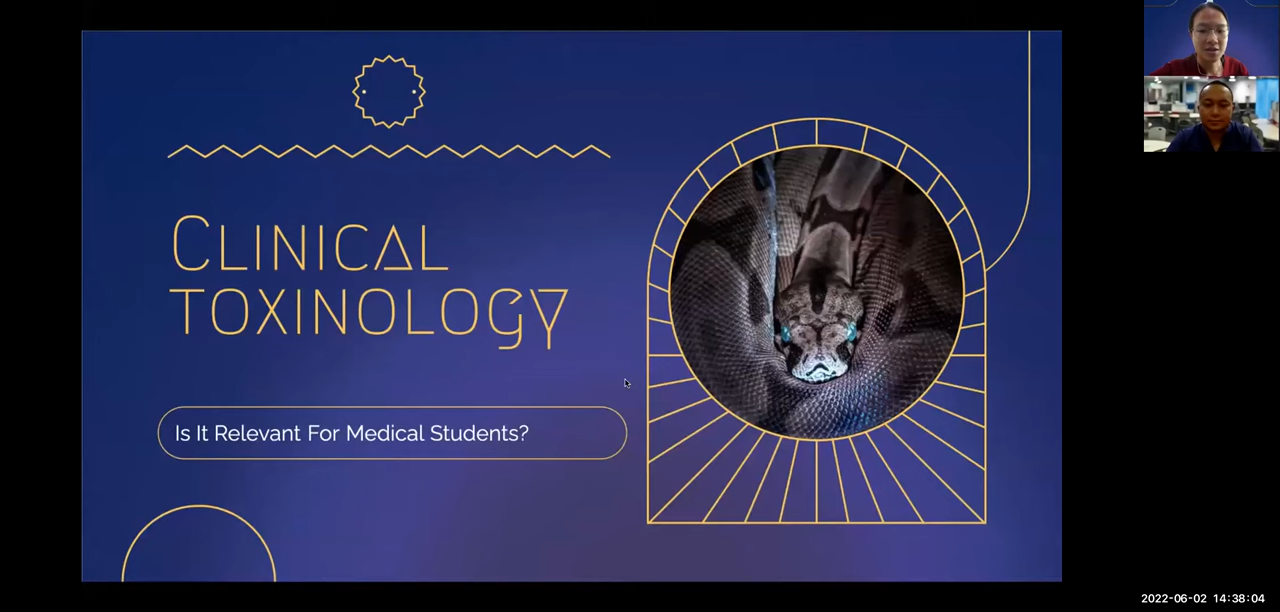 CLINICAL
TOXINOLOGY
Is It Relevant For Medical Students?
2022-06-02 14:38:04